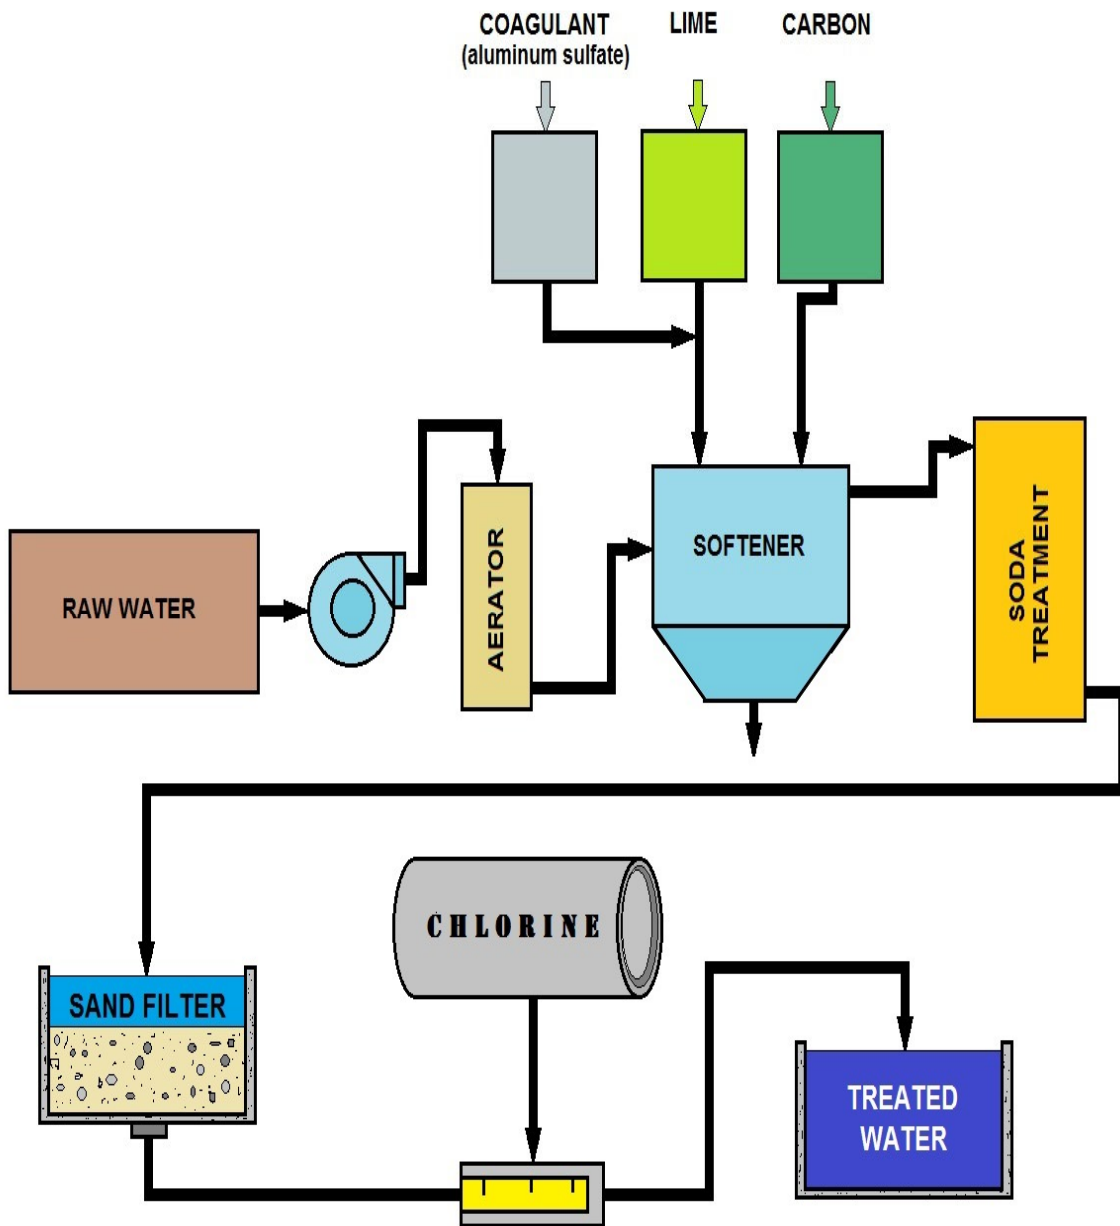 COAGULANT
(aluminum sulfate)
LIME
CARBON
RAW WATER
AERATOR
SOFTENER
SODA
TREATMENT
CHLORINE
SAND FILTER
TREATED
WATER